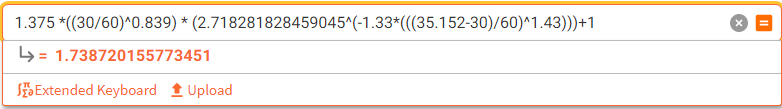 1.375 *((30/60)^0.839) * (2.718281828459045^(-1.33*(((35.152-30)/60)^1.43)))+1
= 1.738720155773451
Extended Keyboard Upload